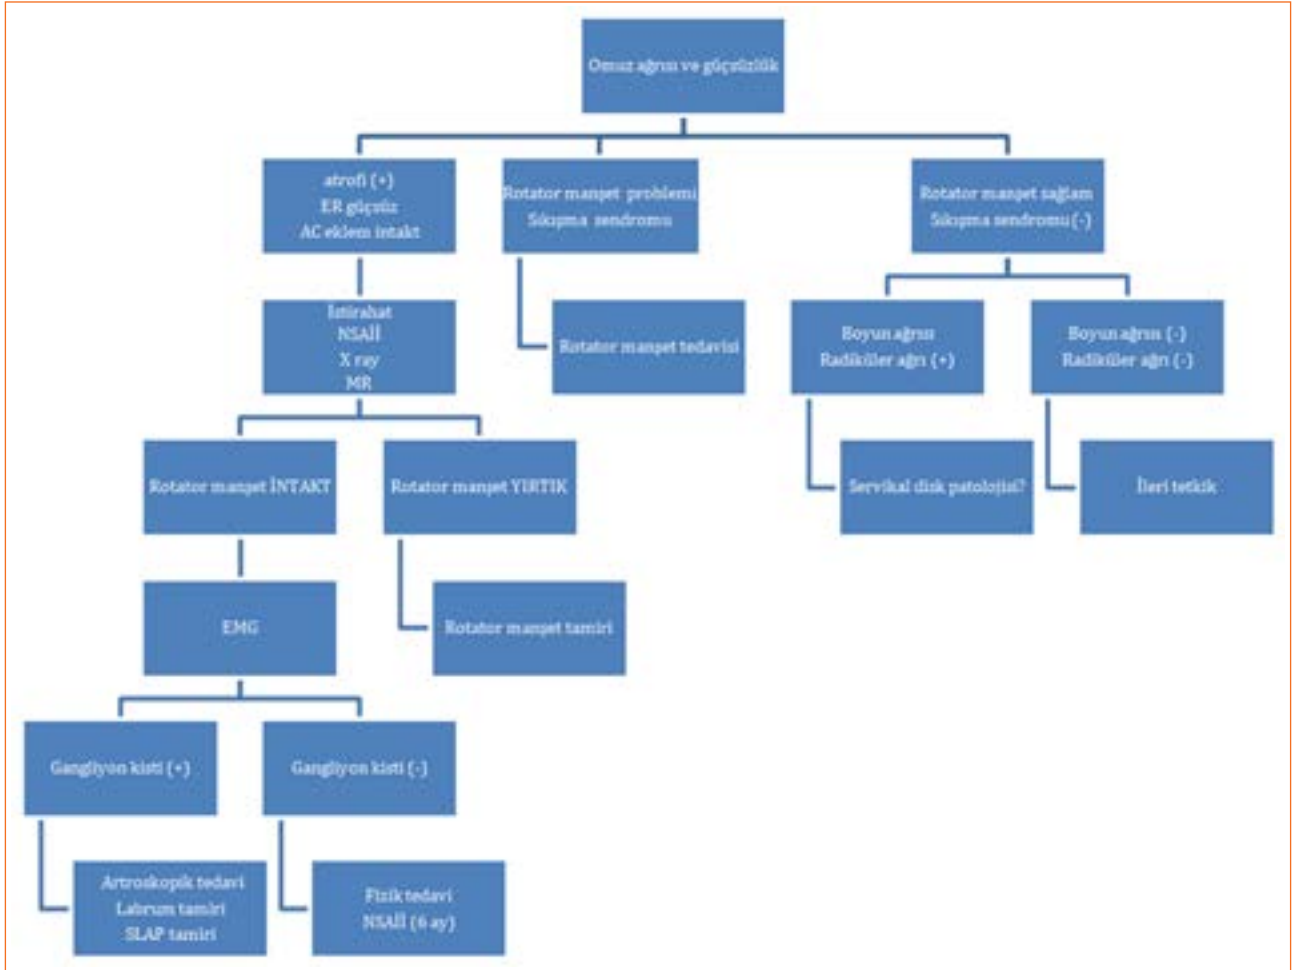 Omuz ağrısı ve güçsüzlük
atrofi (+)
ER güçsüz
AC eklem intakt
Rotator manşet problemi
Sıkışma sendromu
Rotator manşet sağlam
Sıkışma sendromu (-)
İstirahat
NSAİİ
X ray
MR
Rotator manşet tedavisi
Boyun ağrısı
Radiküller ağrı (+)
Boyun ağrısı (-)
Radiküller ağrı (-)
Rotator manşet İNTAKT
Rotator manşet YIRTIK
Servikal disk patolojisi?
İleri tetkik
EMG
Rotator manşet tamiri
Gangliyon kisti (+)
Gangliyon kisti (-)
Artroskopik tedavi
Labrum tamiri
SLAP tamiri
Fizik tedavi
NSAİİ (6 ay)